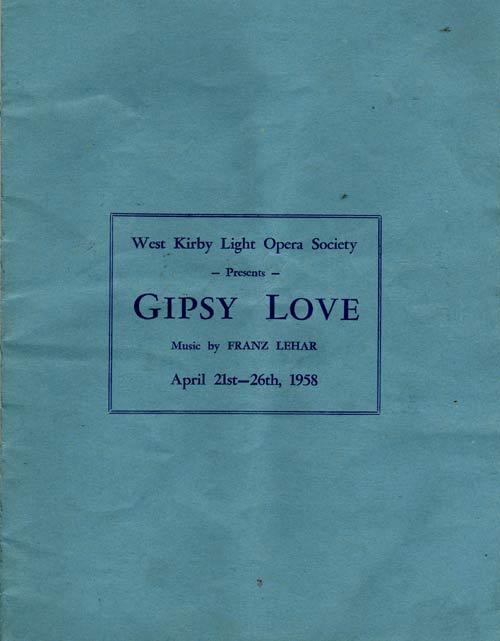 West Kirby Light Opera Society
– Presents –
GIPSY LOVE
Music by FRANZ LEHAR
April 21st—26th, 1958